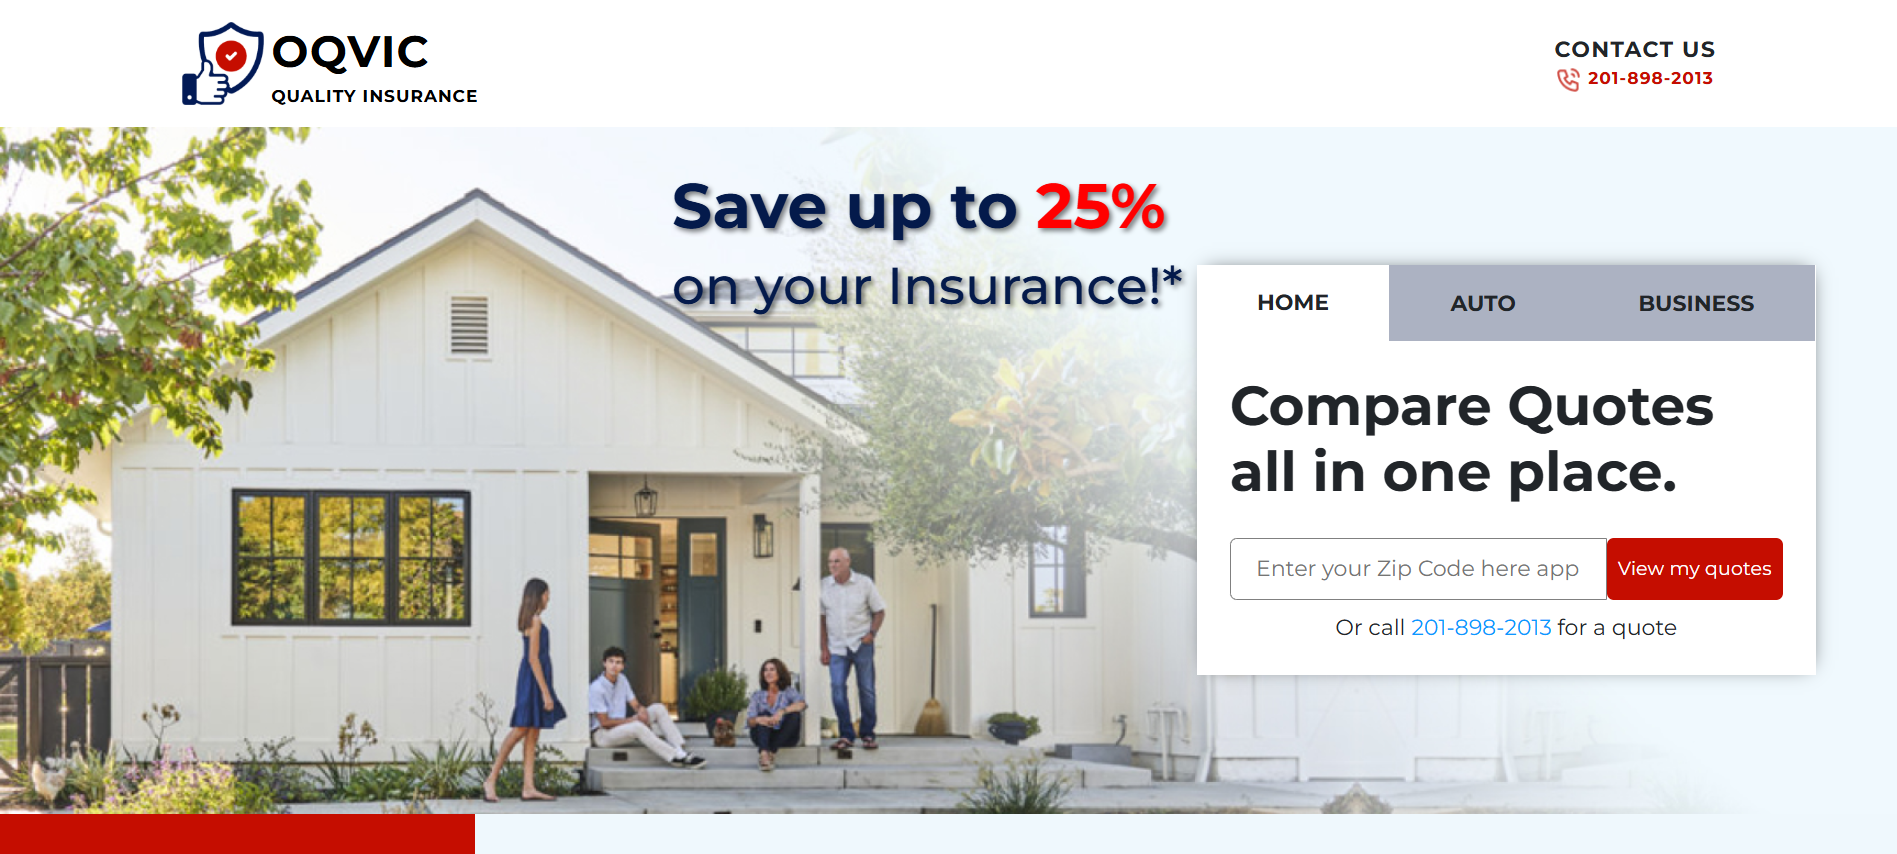 OQVIC
QUALITY INSURANCE
CONTACT US
201-898-2013
Save up to 25%
on your Insurance!*
HOME
AUTO
BUSINESS
Compare Quotes
all in one place.
Enter your Zip Code here app
View my quotes
Or call 201-898-2013 for a quote